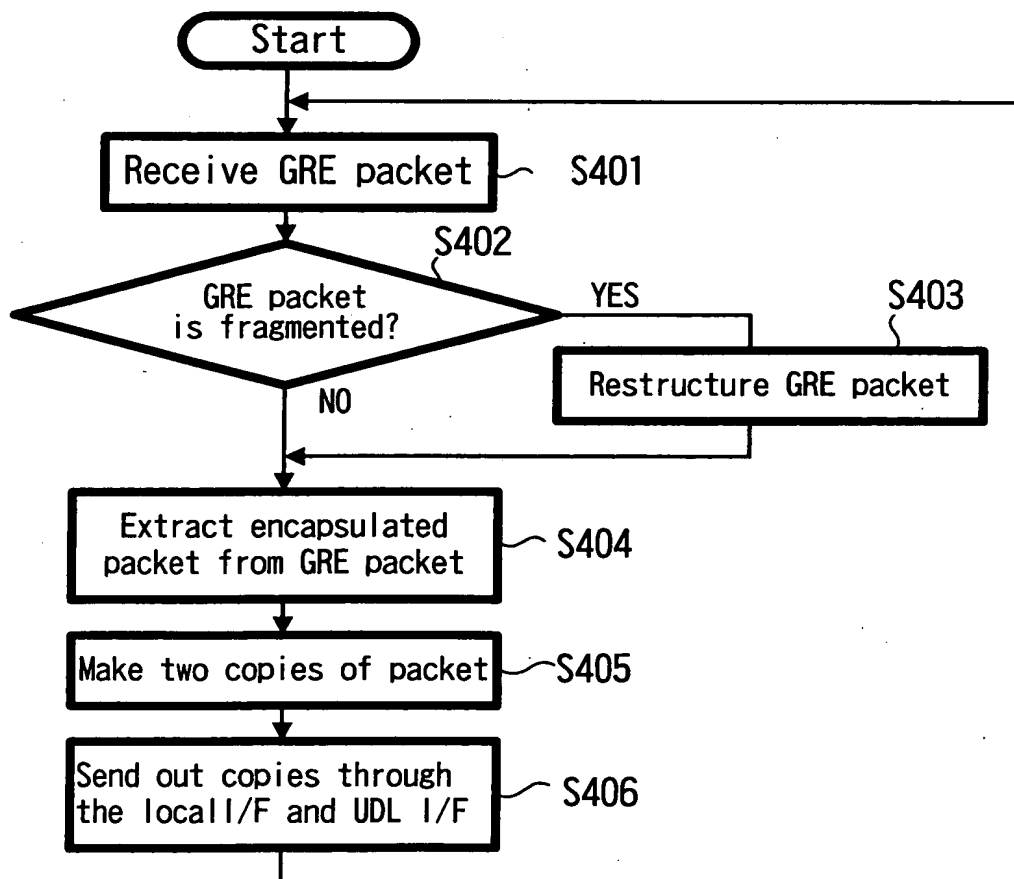 Start
Receive GRE packet
S401
S402
GRE packet
is fragmented?
YES
S403
Restructure GRE packet
NO
Extract encapsulated
packet from GRE packet
S404
Make two copies of packet
S405
Send out copies through
the localI/F and UDL I/F
S406